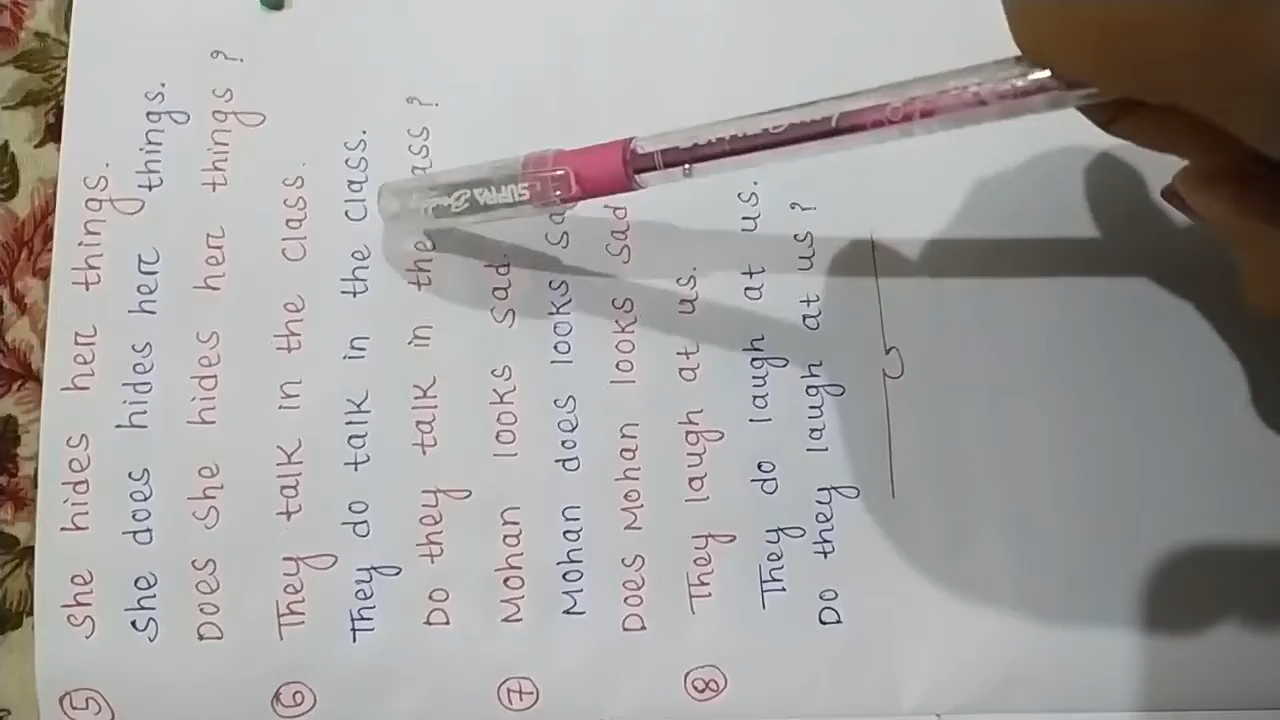 ⑤ She hides her things.
She does hides her things.
Does she hides her things ?
⑥ They talk in the class.
They do talk in the class.
Do they talk in the ass ?
⑦ Mohan looks sad.
Mohan does looks sa
Does Mohan looks sad
⑧ They laugh at us.
They do laugh at us.
Do they laugh at us ?
SUPRA